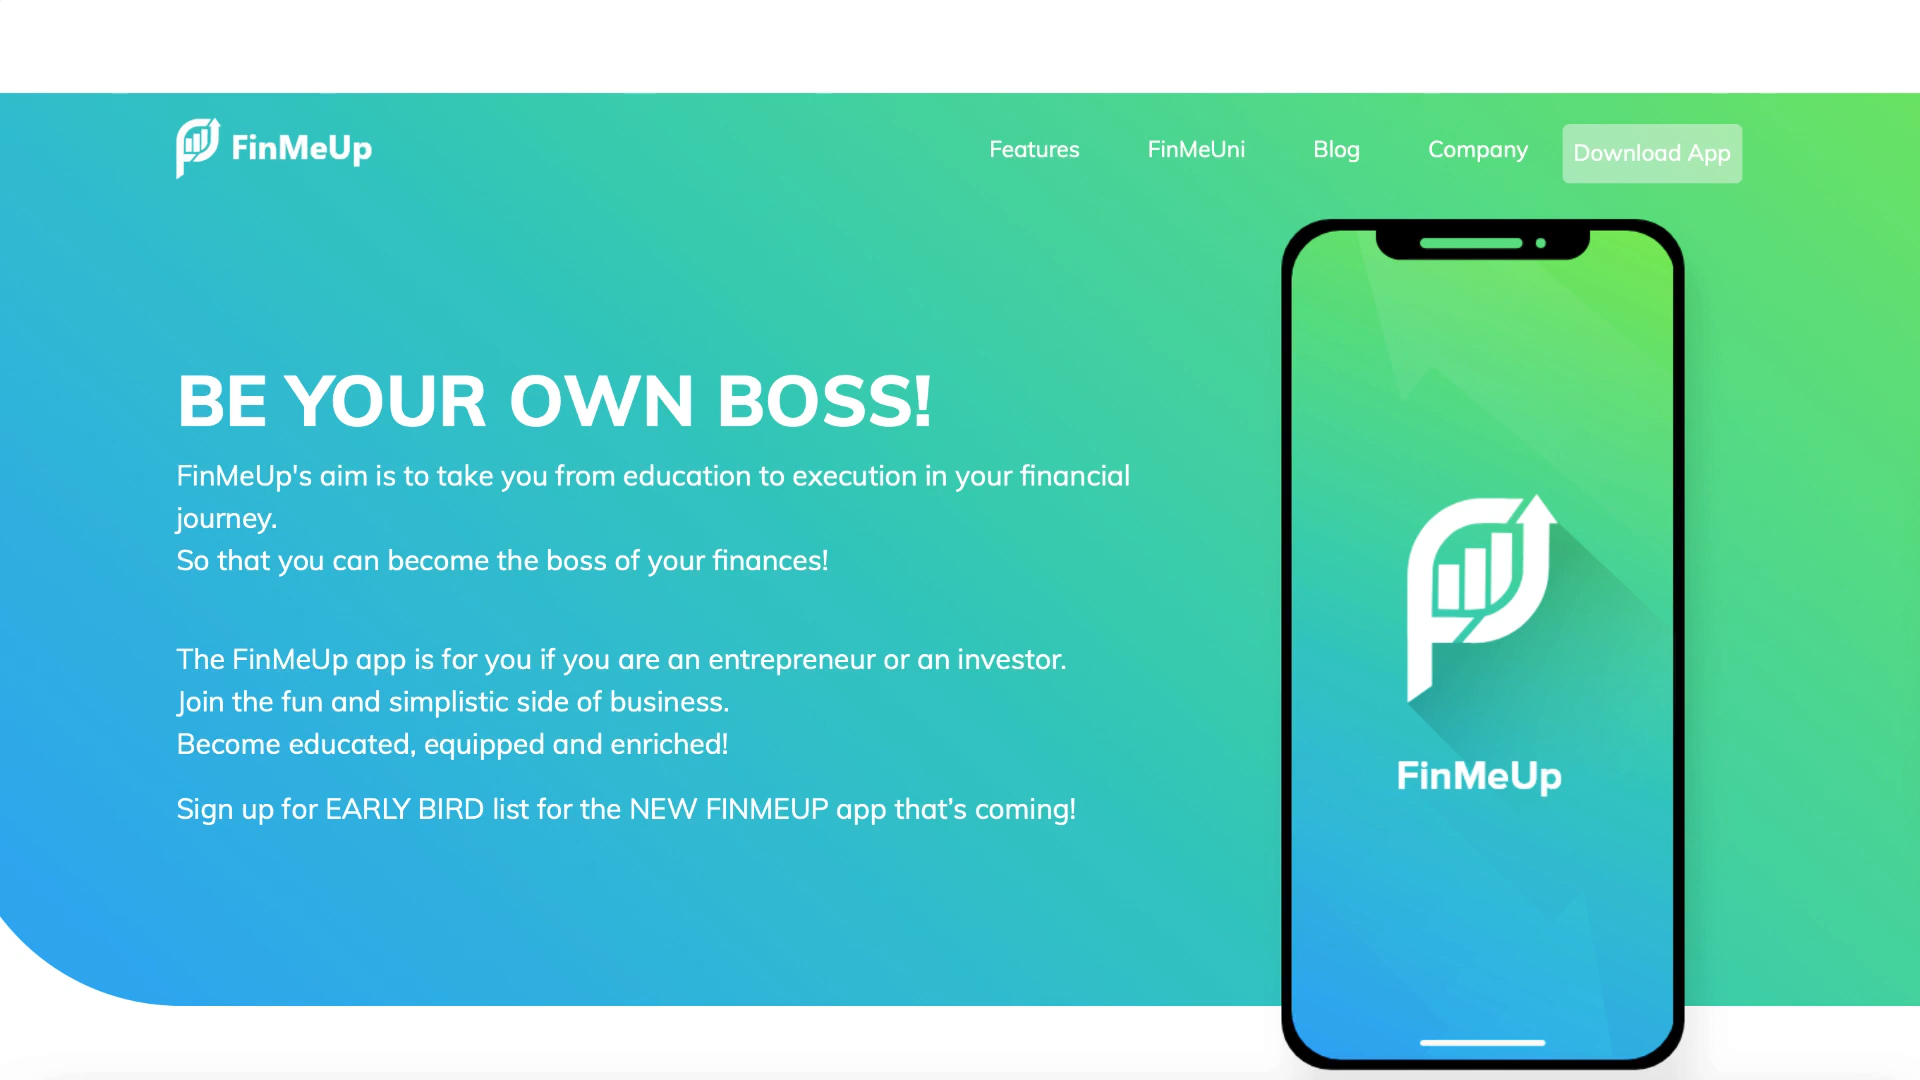 FinMeUp
Features
FinMeUni
Blog
Company
Download App
BE YOUR OWN BOSS!
FinMeUp's aim is to take you from education to execution in your financial
journey.
So that you can become the boss of your finances!
The FinMeUp app is for you if you are an entrepreneur or an investor.
Join the fun and simplistic side of business.
Become educated, equipped and enriched!
Sign up for EARLY BIRD list for the NEW FINMEUP app that’s coming!
FinMeUp